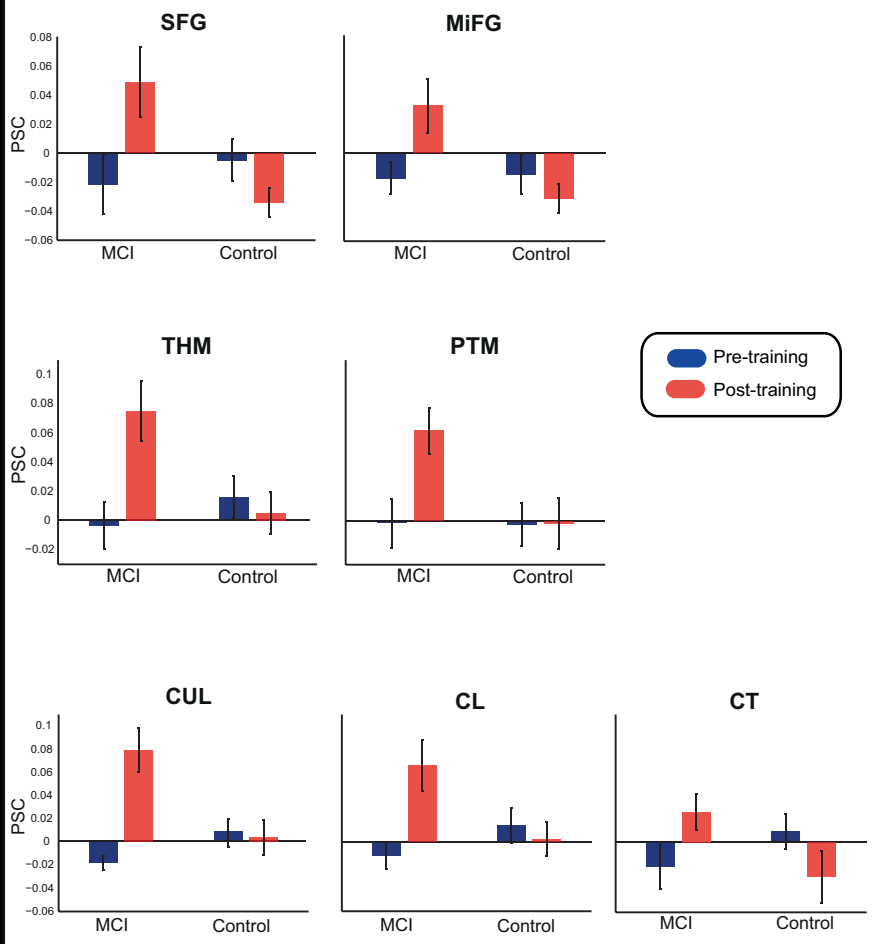 SFG
MiFG
PSC
0.08
0.06
0.04
0.02
0
−0.02
−0.04
−0.06
MCI
Control
MCI
Control
THM
PTM
PSC
0.1
0.08
0.06
0.04
0.02
0
−0.02
MCI
Control
MCI
Control
Pre-training
Post-training
CUL
CL
CT
PSC
0.1
0.08
0.06
0.04
0.02
0
−0.02
−0.04
−0.06
MCI
Control
MCI
Control
MCI
Control